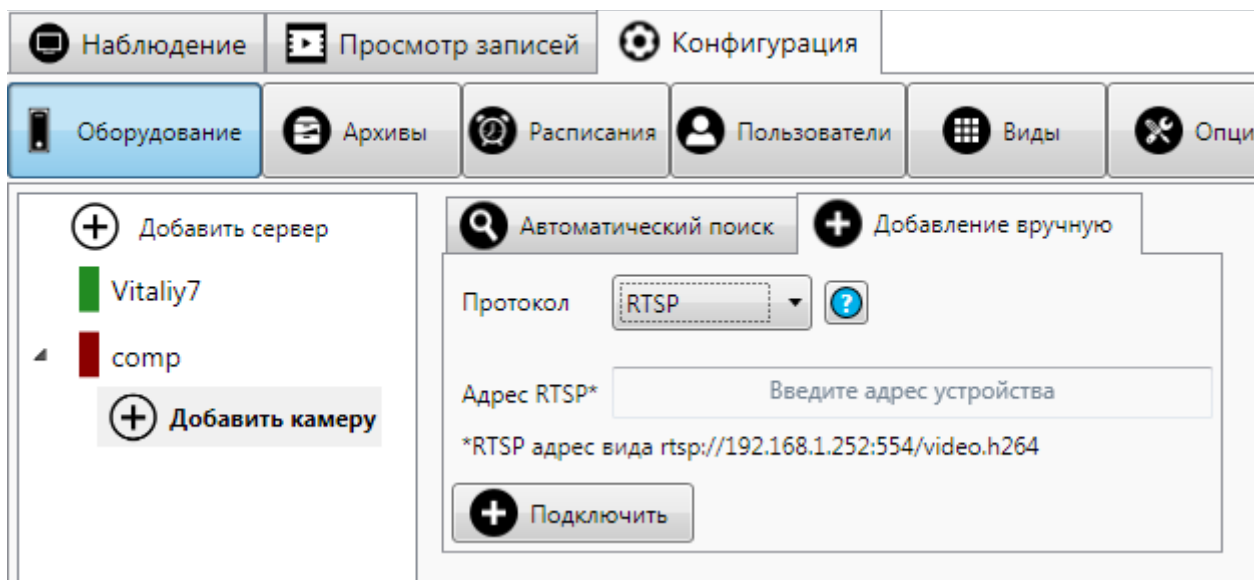 Наблюдение Просмотр записей Конфигурация
Оборудование Архивы Расписания Пользователи Виды Опци
Добавить сервер
Vitaliy7
comp
Добавить камеру
Автоматический поиск Добавление вручную
Протокол RTSP ?
Адрес RTSP* Введите адрес устройства
*RTSP адрес вида rtsp://192.168.1.252:554/video.h264
Подключить